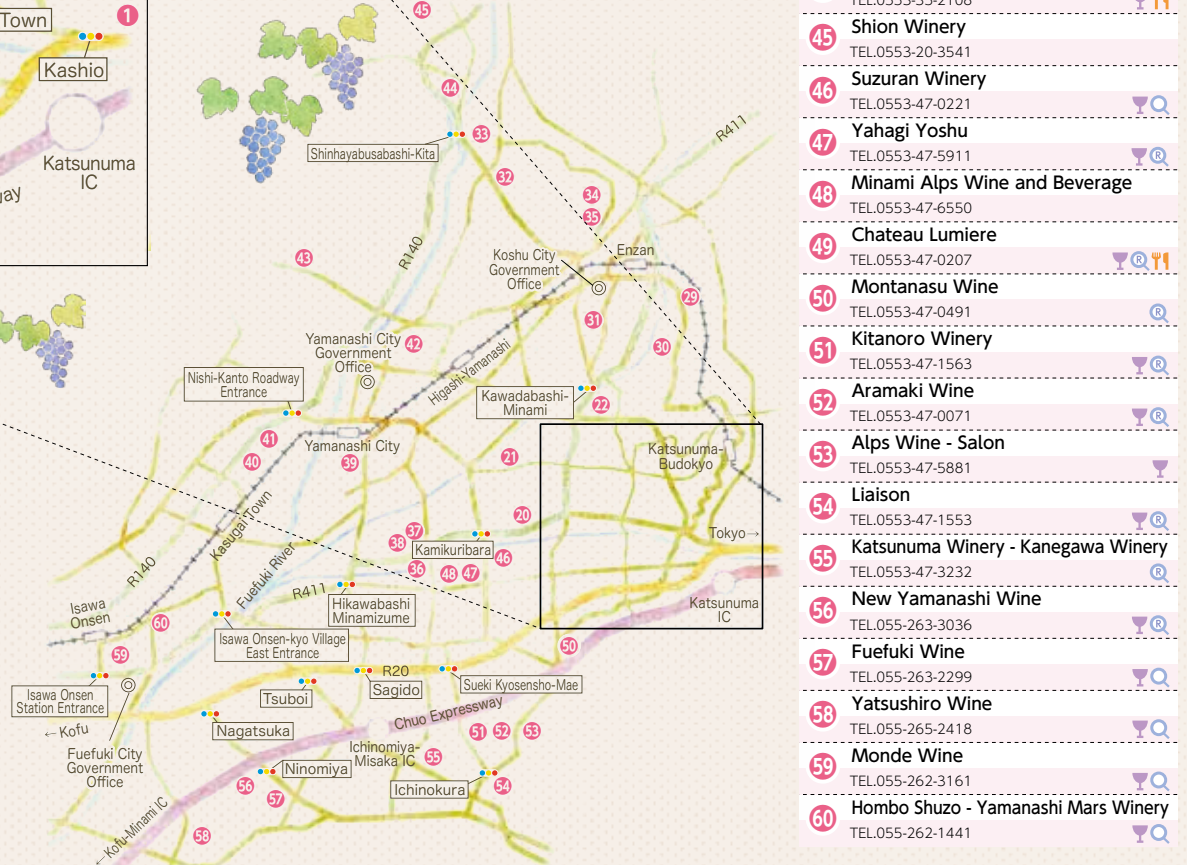 Town
1
Kashio
Katsunuma
IC
way
45
44
33
Shinhayabusabashi-Kita
R411
32
34
35
43
R140
Koshu City
Government
Office
Enzan
29
31
30
Yamanashi City
Government
Office
42
Higashi-Yamanashi
Nishi-Kanto Roadway
Entrance
Kawadabashi-
Minami
22
41
40
Yamanashi City
39
21
Katsunuma-
Budokyo
20
Kasugai Town
37
38
Kamikuribara
Tokyo→
36
48
47
46
R140
Fuefuki River
R411
Hikawabashi
Minamizume
Katsunuma
IC
Isawa
Onsen
60
Isawa Onsen-kyo Village
East Entrance
50
59
R20
Sagido
Sueki Kyosensho-Mae
Isawa Onsen
Station Entrance
Tsuboi
←Kofu
Nagatsuka
Chuo Expressway
51
52
53
Fuefuki City
Government
Office
Ichinomiya-
Misaka IC
55
Ninomiya
56
57
Ichinokura
54
←Kofu-Minami IC
58
TEL.0553-35-2108
45
Shion Winery
TEL.0553-20-3541
46
Suzuran Winery
TEL.0553-47-0221
47
Yahagi Yoshu
TEL.0553-47-5911
R
48
Minami Alps Wine and Beverage
TEL.0553-47-6550
49
Chateau Lumiere
TEL.0553-47-0207
R
50
Montanasu Wine
TEL.0553-47-0491
R
51
Kitanoro Winery
TEL.0553-47-1563
R
52
Aramaki Wine
TEL.0553-47-0071
R
53
Alps Wine - Salon
TEL.0553-47-5881
54
Liaison
TEL.0553-47-1553
R
55
Katsunuma Winery - Kanegawa Winery
TEL.0553-47-3232
R
56
New Yamanashi Wine
TEL.055-263-3036
R
57
Fuefuki Wine
TEL.055-263-2299
58
Yatsushiro Wine
TEL.055-265-2418
59
Monde Wine
TEL.055-262-3161
60
Hombo Shuzo - Yamanashi Mars Winery
TEL.055-262-1441